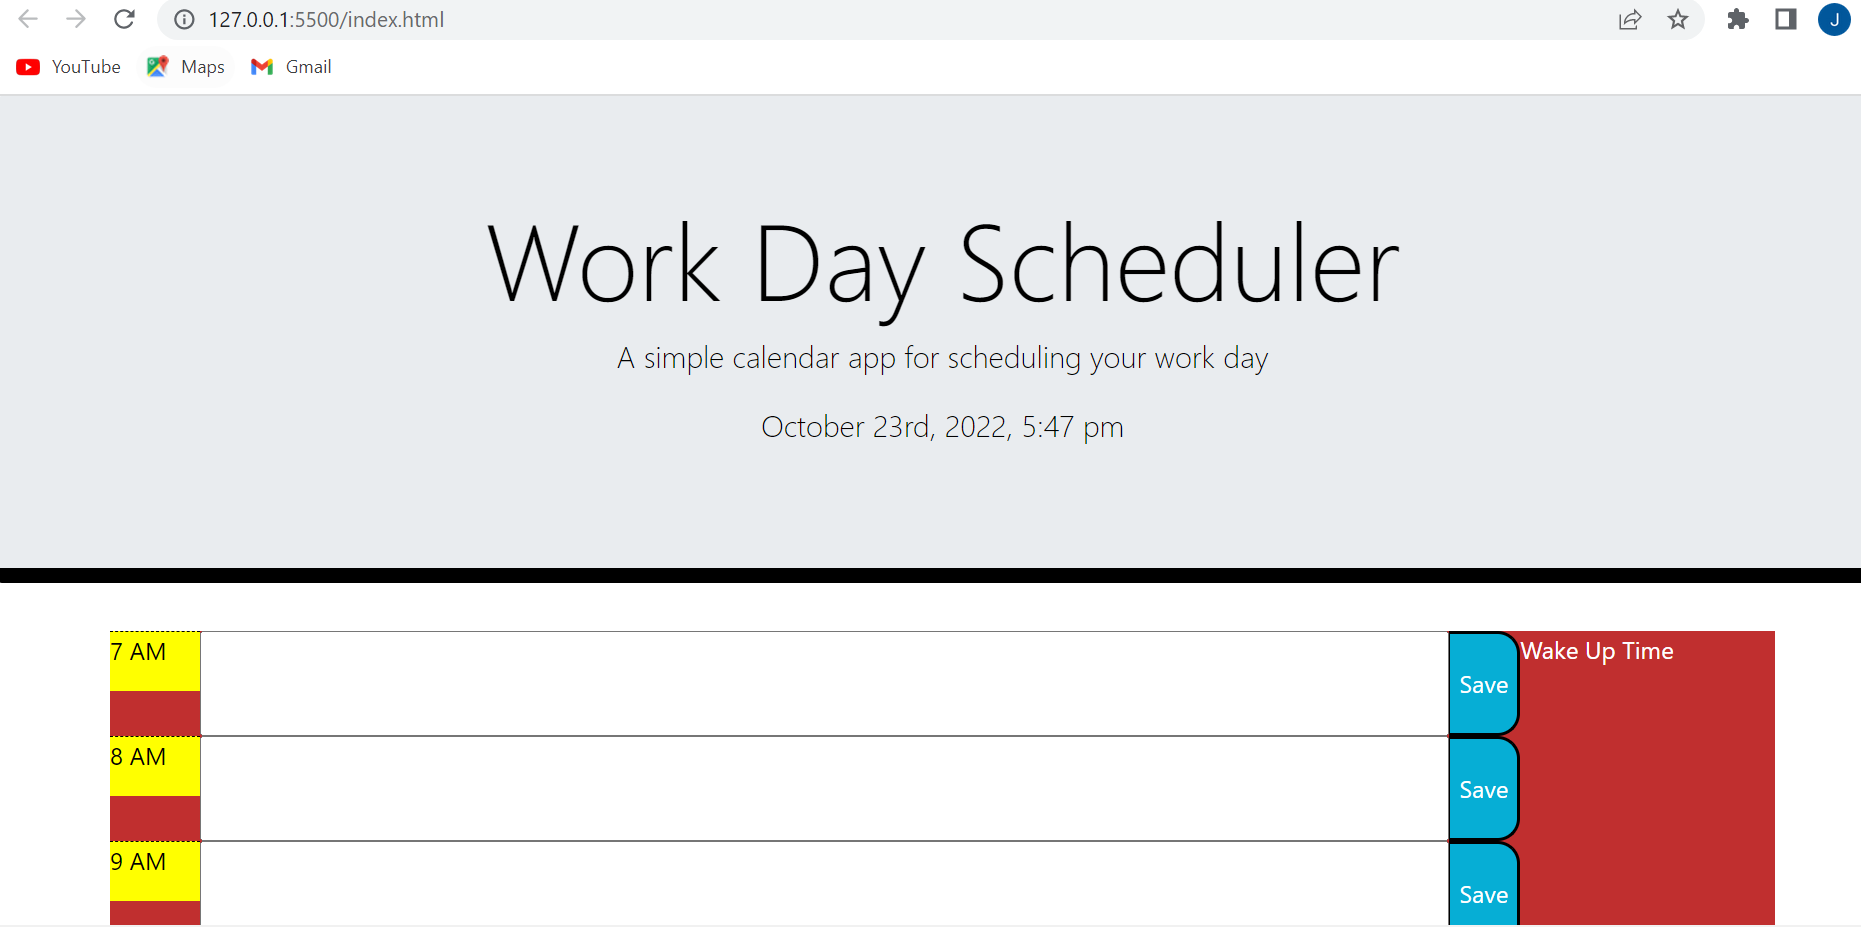 127.0.0.1:5500/index.html
J
YouTube Maps Gmail
Work Day Scheduler
A simple calendar app for scheduling your work day
October 23rd, 2022, 5:47 pm
7 AM
Save
Wake Up Time
8 AM
Save
9 AM
Save